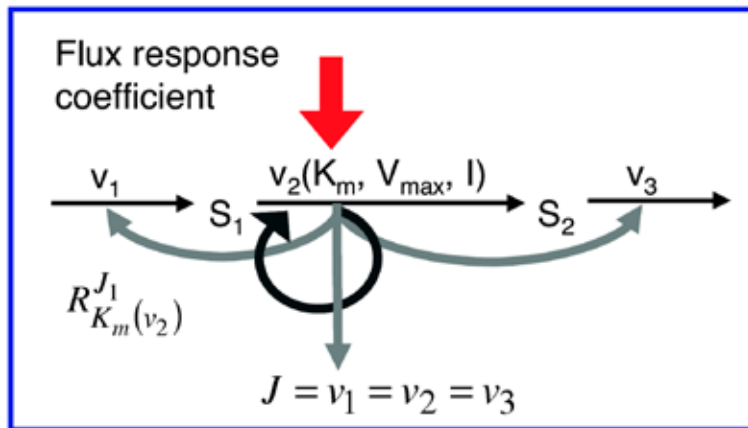 Flux response
coefficient
v₁ v₂(Kₘ, Vₘₐₓ, I) v₃
S₁ S₂
R^{J₁}_{Kₘ(v₂)}
J = v₁ = v₂ = v₃